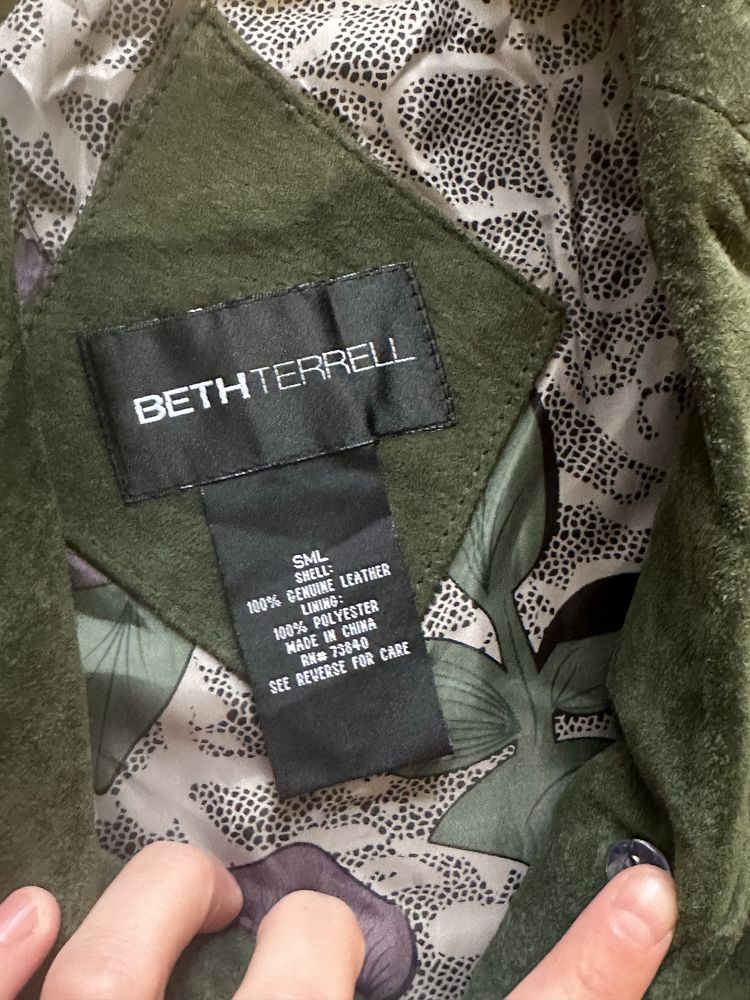 BETHTERRELL
SML
SHELL:
100% GENUINE LEATHER
LINING:
100% POLYESTER
MADE IN CHINA
RN# 73840
SEE REVERSE FOR CARE